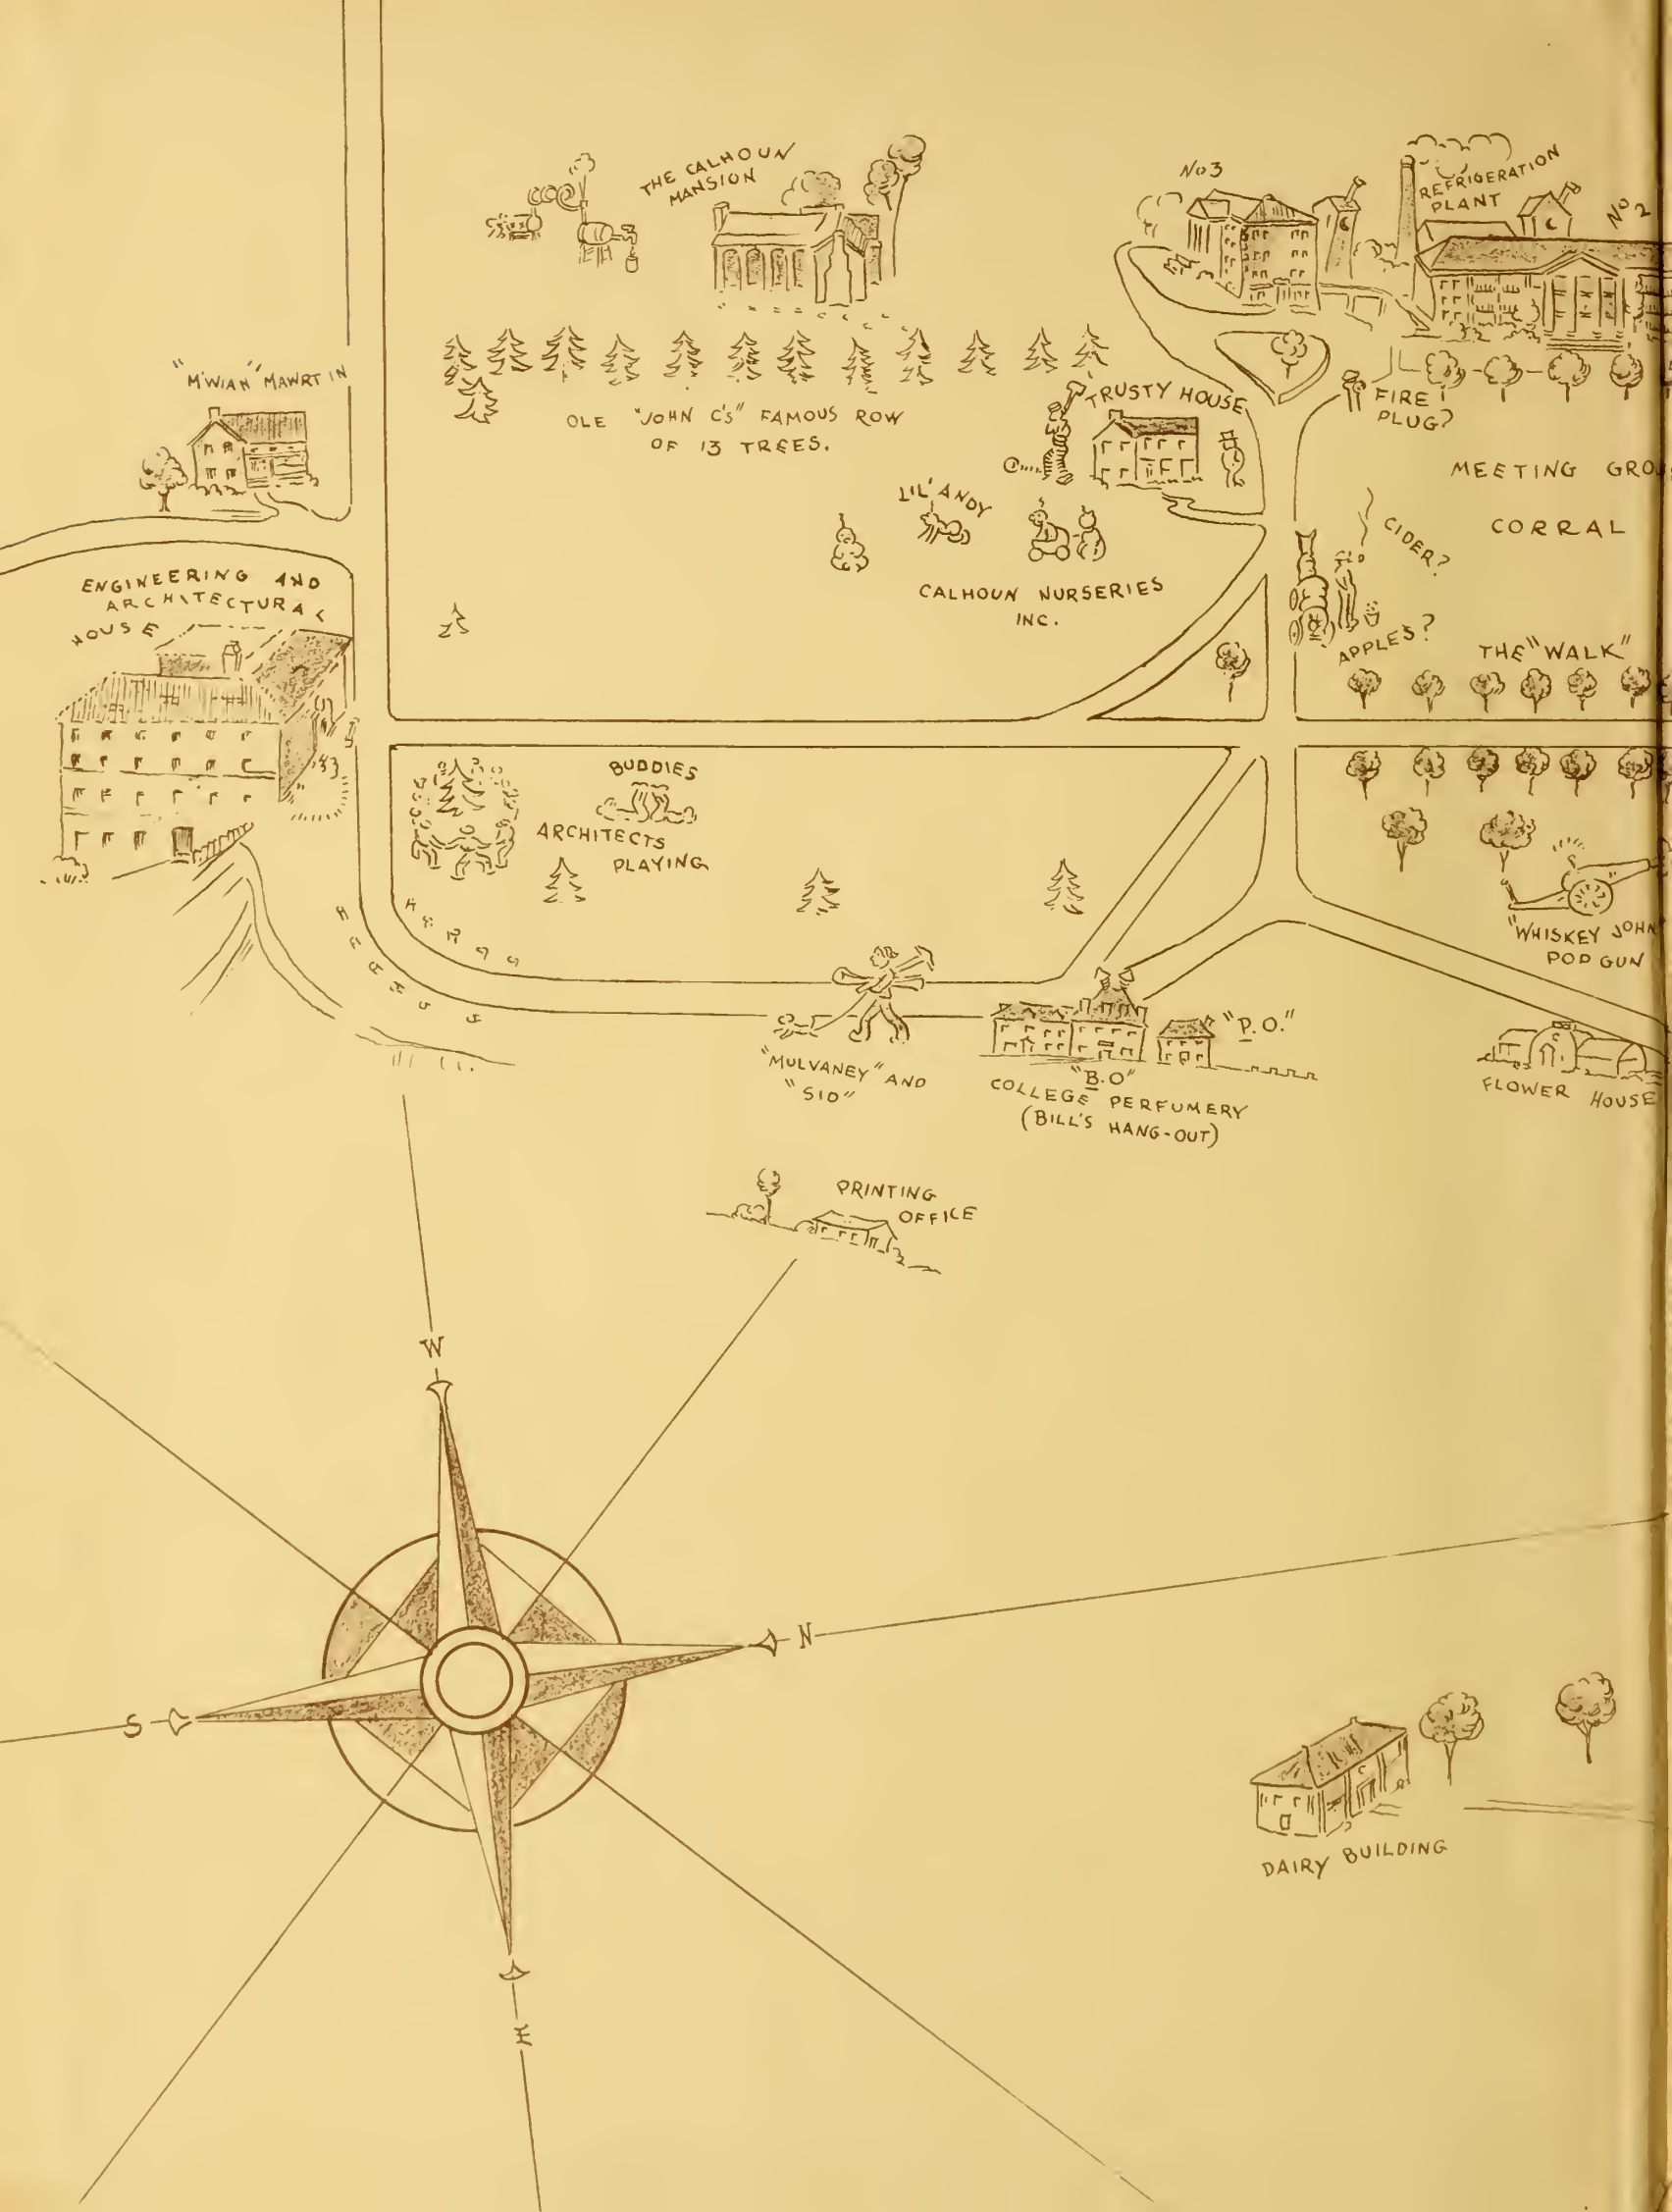 THE CALHOUN
MANSION
No 3
REFRIGERATION
PLANT
No 2
"M'WIAN" MAWRTIN
OLE "JOHN C'S" FAMOUS ROW
OF 13 TREES.
TRUSTY HOUSE
FIRE
PLUG?
MEETING
CORRAL
LIL' ANDY
CIDER?
CALHOUN NURSERIES
INC.
APPLES?
THE "WALK"
ENGINEERING AND
ARCHITECTURAL
HOUSE
BUDDIES
ARCHITECTS
PLAYING
"WHISKEY JOHN
POP GUN
"MULVANEY" AND
"SID"
"P.O."
"B.O"
COLLEGE PERFUMERY
(BILL'S HANG-OUT)
FLOWER HOUSE
PRINTING
OFFICE
W
N
S
E
DAIRY BUILDING